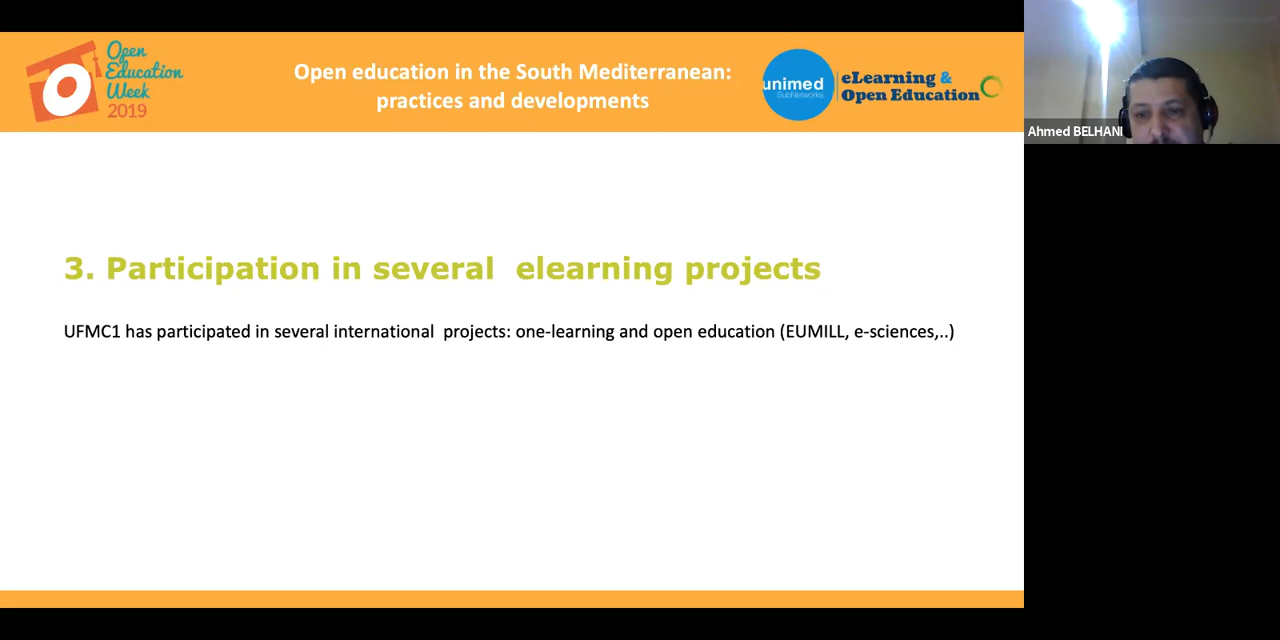 Open
Education
Week
2019
Open education in the South Mediterranean:
practices and developments
unimed
SubNetworks
eLearning &
Open Education
Ahmed BELHANI
3. Participation in several  elearning projects
UFMC1 has participated in several international  projects: one-learning and open education (EUMILL, e-sciences,..)